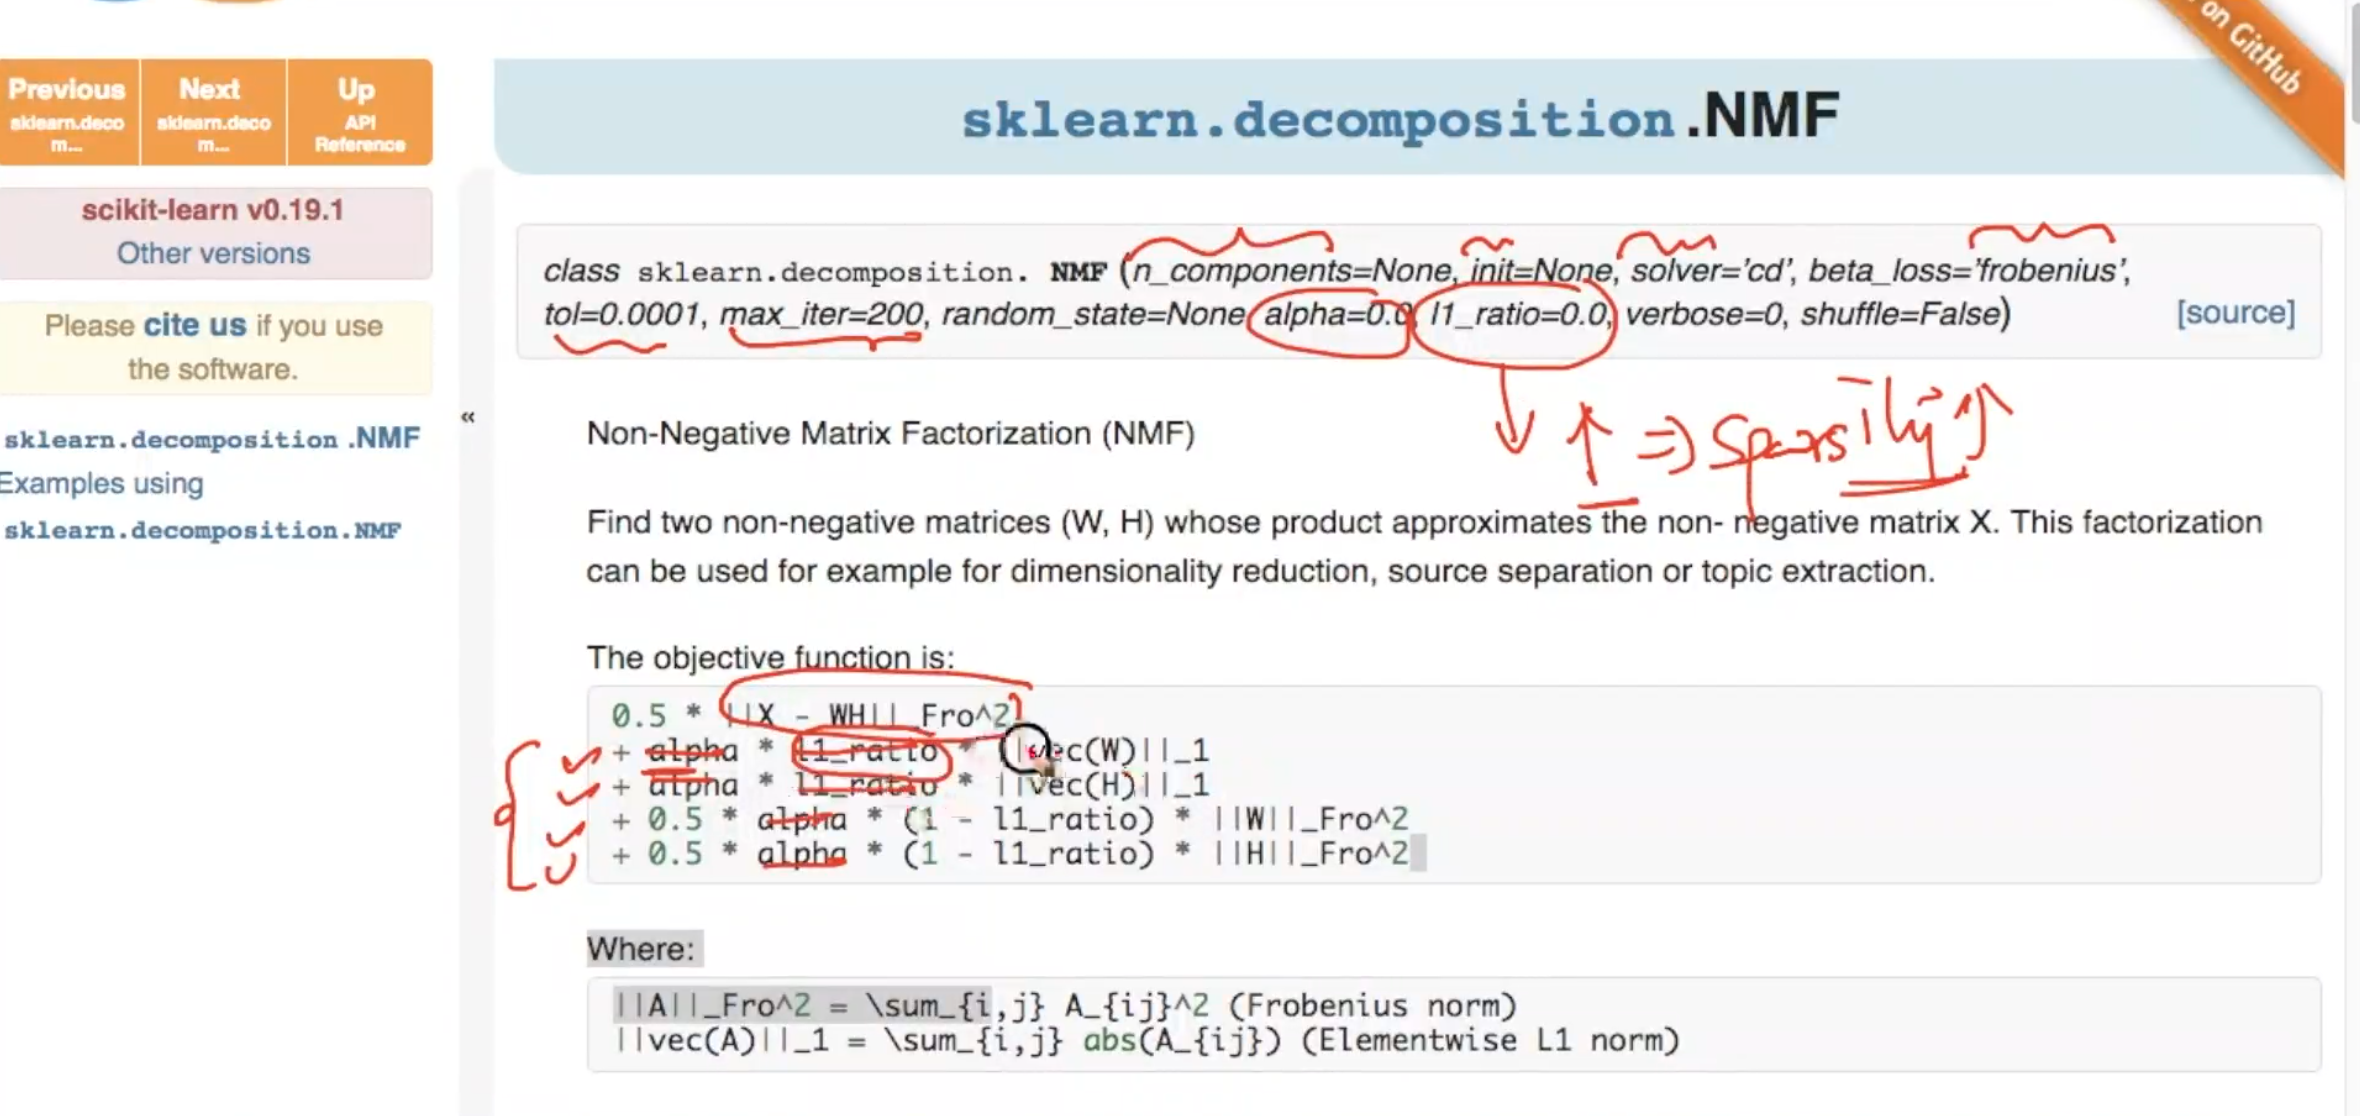 on GitHub
Previous
sklearn.deco
m...
Next
sklearn.deco
m...
Up
API
Reference
scikit-learn v0.19.1
Other versions
Please cite us if you use
the software.
sklearn.decomposition .NMF
Examples using
sklearn.decomposition.NMF
«
sklearn.decomposition.NMF
class sklearn.decomposition. NMF (n_components=None, init=None, solver='cd', beta_loss='frobenius',
tol=0.0001, max_iter=200, random_state=None, alpha=0.0, l1_ratio=0.0, verbose=0, shuffle=False) [source]
↓ ↑ ⇒ Sparsity ↑
Non-Negative Matrix Factorization (NMF)
Find two non-negative matrices (W, H) whose product approximates the non- negative matrix X. This factorization
can be used for example for dimensionality reduction, source separation or topic extraction.
The objective function is:
0.5 * ||X - WH||_Fro^2
+ alpha * l1_ratio * ||vec(W)||_1
+ alpha * l1_ratio * ||vec(H)||_1
+ 0.5 * alpha * (1 - l1_ratio) * ||W||_Fro^2
+ 0.5 * alpha * (1 - l1_ratio) * ||H||_Fro^2
Where:
||A||_Fro^2 = \sum_{i,j} A_{ij}^2 (Frobenius norm)
||vec(A)||_1 = \sum_{i,j} abs(A_{ij}) (Elementwise L1 norm)